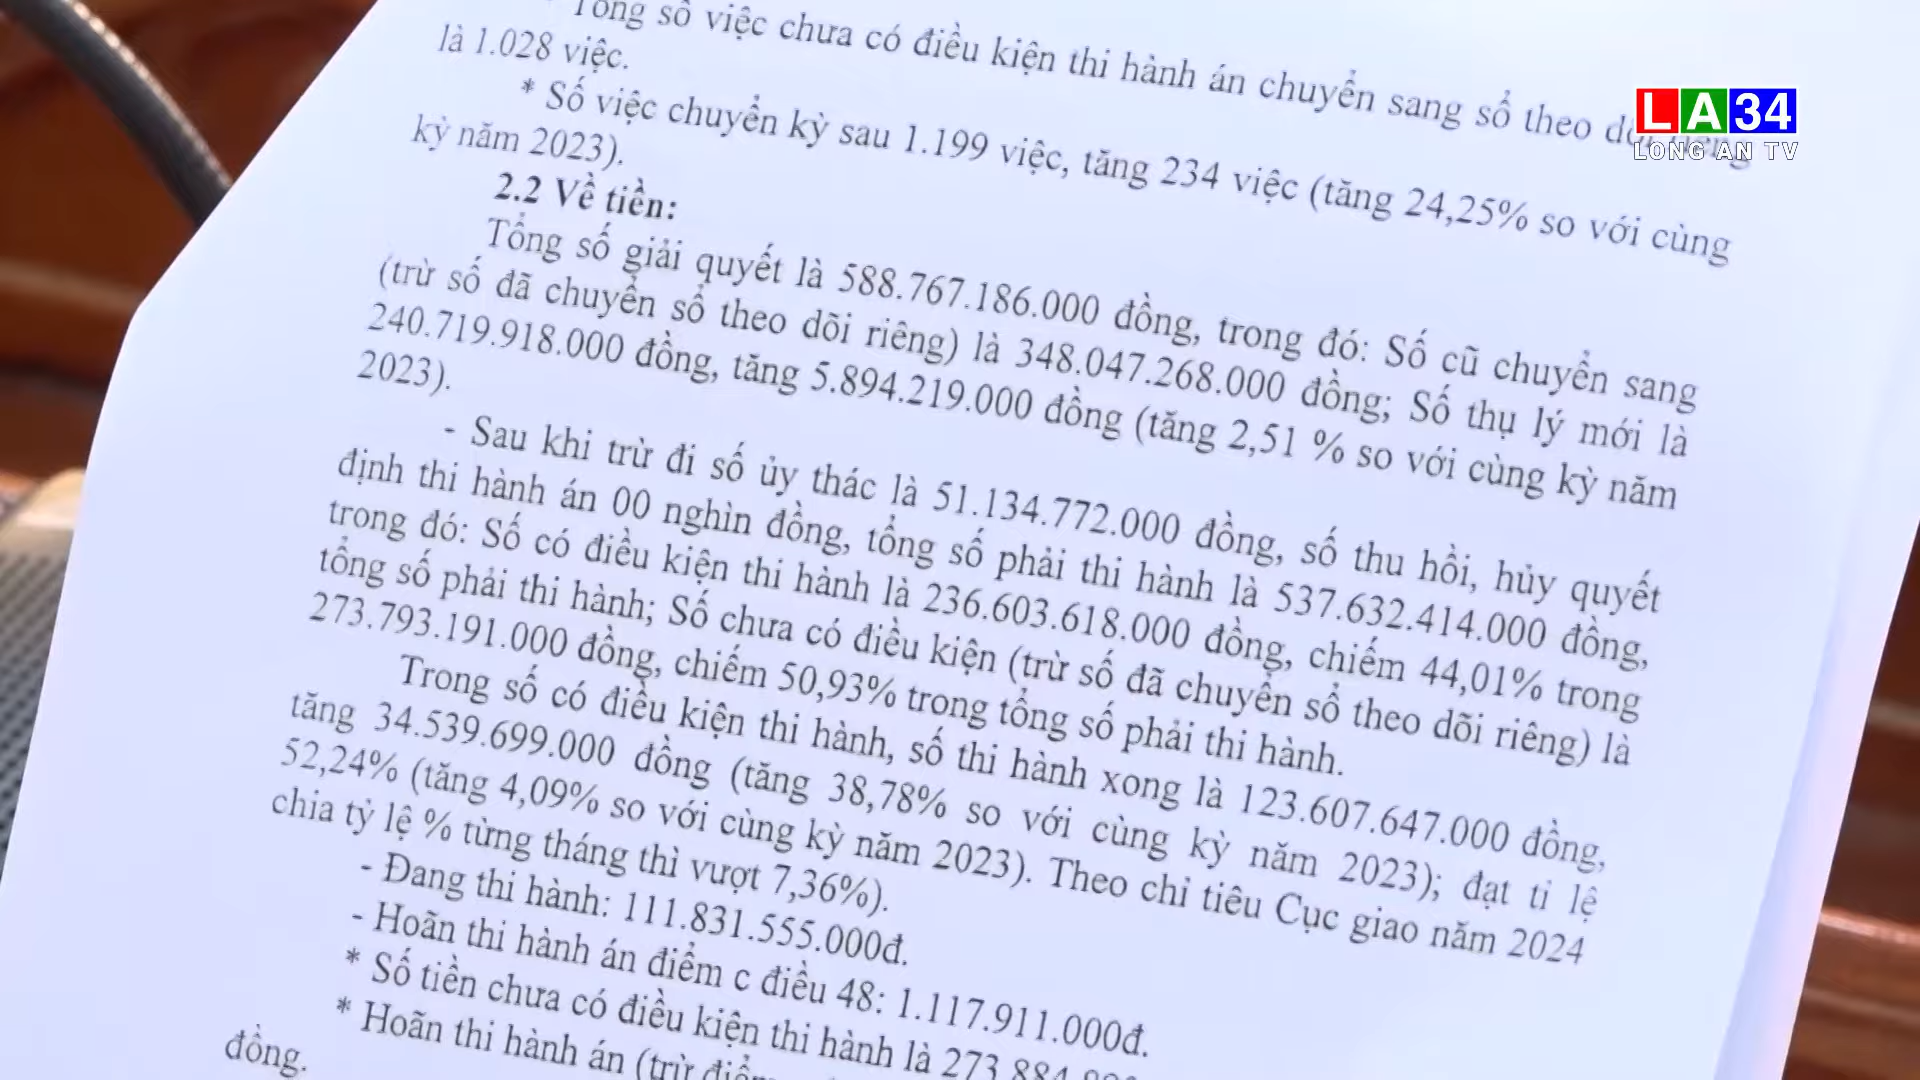 Tổng số việc chưa có điều kiện thi hành án chuyển sang sổ theo dõi riêng
là 1.028 việc.
* Số việc chuyển kỳ sau 1.199 việc, tăng 234 việc (tăng 24,25% so với cùng
kỳ năm 2023).
2.2 Về tiền:
Tổng số giải quyết là 588.767.186.000 đồng, trong đó: Số cũ chuyển sang
(trừ số đã chuyển sổ theo dõi riêng) là 348.047.268.000 đồng; Số thụ lý mới là
240.719.918.000 đồng, tăng 5.894.219.000 đồng (tăng 2,51 % so với cùng kỳ năm
2023).
- Sau khi trừ đi số ủy thác là 51.134.772.000 đồng, số thu hồi, hủy quyết
định thi hành án 00 nghìn đồng, tổng số phải thi hành là 537.632.414.000 đồng,
trong đó: Số có điều kiện thi hành là 236.603.618.000 đồng, chiếm 44,01% trong
tổng số phải thi hành; Số chưa có điều kiện (trừ số đã chuyển sổ theo dõi riêng) là
273.793.191.000 đồng, chiếm 50,93% trong tổng số phải thi hành.
Trong số có điều kiện thi hành, số thi hành xong là 123.607.647.000 đồng,
tăng 34.539.699.000 đồng (tăng 38,78% so với cùng kỳ năm 2023); đạt tỉ lệ
52,24% (tăng 4,09% so với cùng kỳ năm 2023). Theo chỉ tiêu Cục giao năm 2024
chia tỷ lệ % từng tháng thì vượt 7,36%).
- Đang thi hành: 111.831.555.000đ.
- Hoãn thi hành án điểm c điều 48: 1.117.911.000đ.
* Số tiền chưa có điều kiện thi hành là
* Hoãn thi hành án (trừ
đồng.
LA34
LONG AN TV